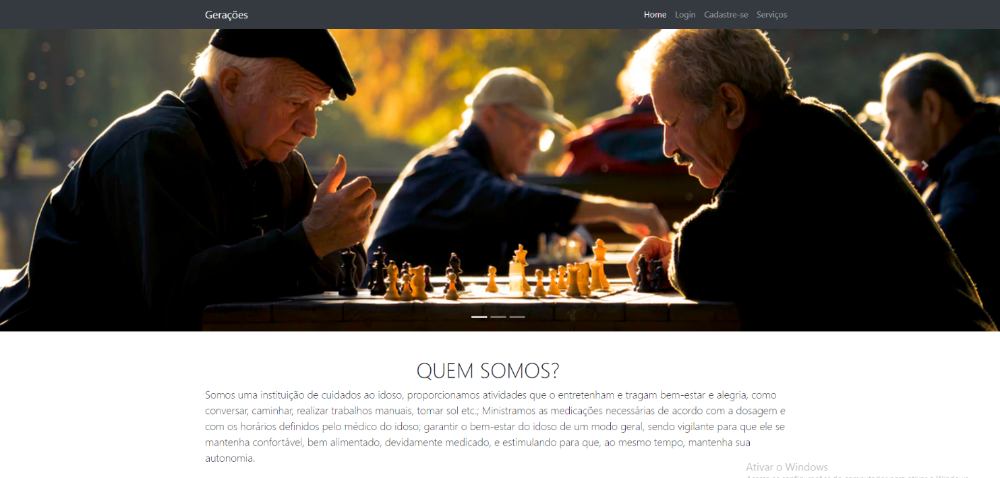 Gerações
Home Login Cadastre-se Serviços
QUEM SOMOS?
Somos uma instituição de cuidados ao idoso, proporcionamos atividades que o entretenham e tragam bem-estar e alegria, como
conversar, caminhar, realizar trabalhos manuais, tomar sol etc.; Ministramos as medicações necessárias de acordo com a dosagem e
com os horários definidos pelo médico do idoso; garantir o bem-estar do idoso de um modo geral, sendo vigilante para que ele se
mantenha confortável, bem alimentado, devidamente medicado, e estimulando para que, ao mesmo tempo, mantenha sua
autonomia.
Ativar o Windows